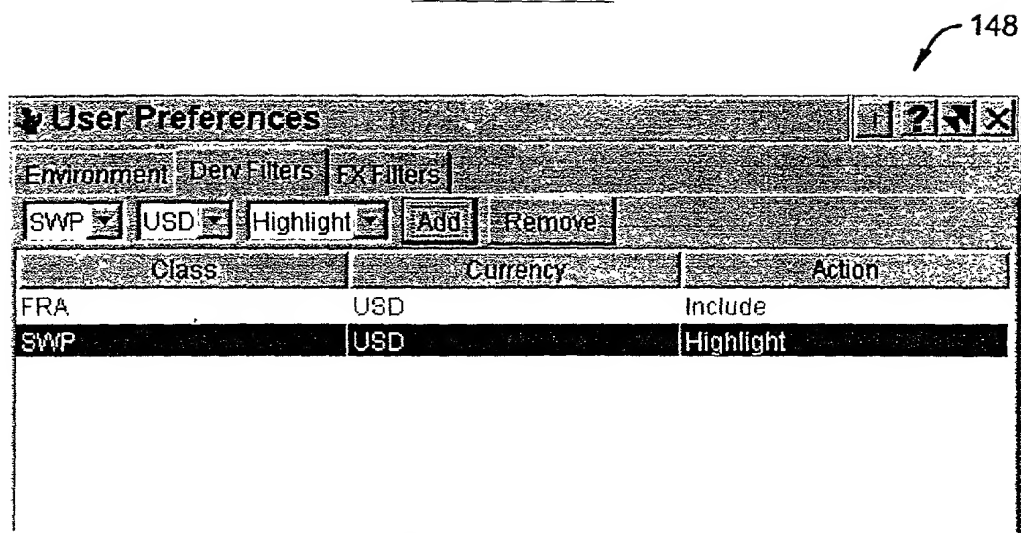 148
User Preferences
Environment Derv Filters FX Filters
SWP USD Highlight Add Remove
Class Currency Action
FRA USD Include
SWP USD Highlight